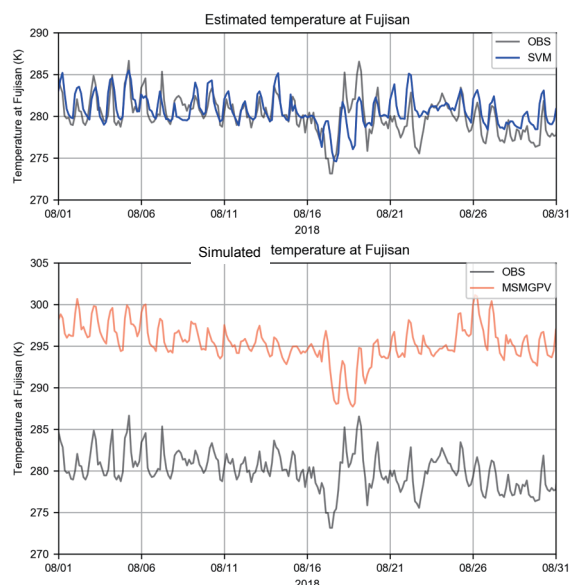 Estimated temperature at Fujisan
OBS
SVM
Temperature at Fujisan (K)
290
285
280
275
270
08/01 08/06 08/11 08/16 08/21 08/26 08/31
2018
Simulated temperature at Fujisan
OBS
MSMGPV
Temperature at Fujisan (K)
305
300
295
290
285
280
275
270
08/01 08/06 08/11 08/16 08/21 08/26 08/31
2018